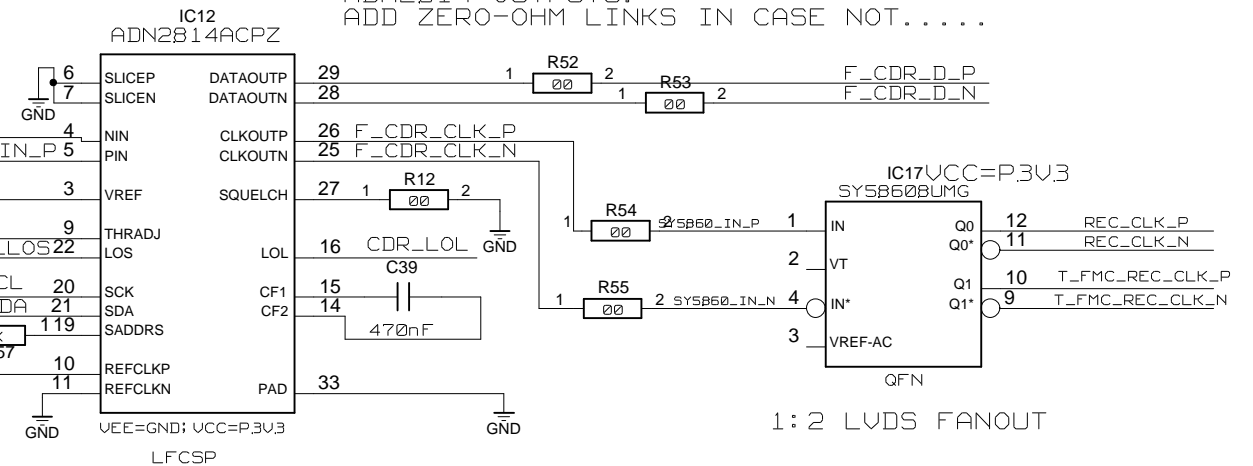 ADD ZERO-OHM LINKS IN CASE NOT.....
IC12
ADN2814ACPZ
6 SLICEP DATAOUTP 29 1 R52 00 2 F_CDR_D_P
7 SLICEN DATAOUTN 28 1 R53 00 2 F_CDR_D_N
GND
4 NIN CLKOUTP 26 F_CDR_CLK_P
IN_P 5 PIN CLKOUTN 25 F_CDR_CLK_N
3 VREF SQUELCH 27 1 R12 00 2
GND
9 THRADJ
LOS 22 LOS LOL 16 CDR_LOL
CL 20 SCK CF1 15 C39
DA 21 SDA CF2 14
470nF
1 19 SADDRS
57
10 REFCLKP
11 REFCLKN PAD 33
GND
GND
VEE=GND; VCC=P3V3
LFCSP
1 R54 00 2 SY5860_IN_P
1 R55 00 2 SY5860_IN_N
IC17 VCC=P3V3
SY58608UMG
1 IN Q0 12 REC_CLK_P
Q0* 11 REC_CLK_N
2 VT
Q1 10 T_FMC_REC_CLK_P
4 IN* Q1* 9 T_FMC_REC_CLK_N
3 VREF-AC
QFN
1:2 LVDS FANOUT